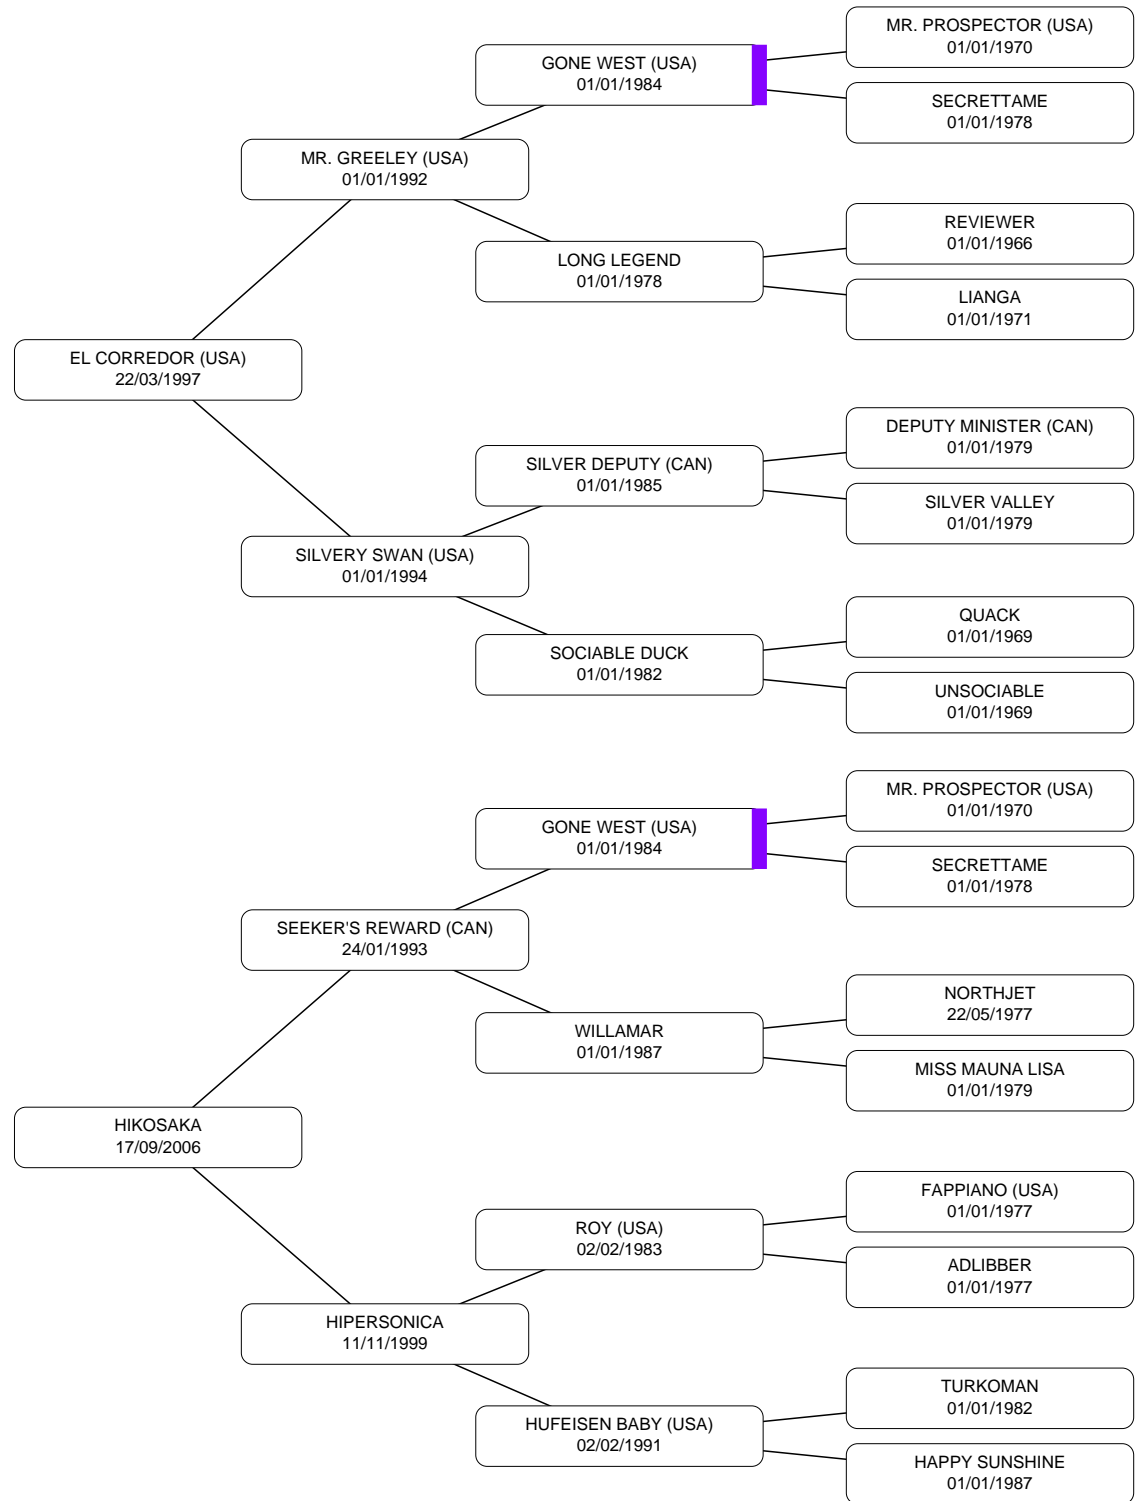 MR. PROSPECTOR (USA)
01/01/1970
GONE WEST (USA)
01/01/1984
SECRETTAME
01/01/1978
MR. GREELEY (USA)
01/01/1992
REVIEWER
01/01/1966
LONG LEGEND
01/01/1978
LIANGA
01/01/1971
EL CORREDOR (USA)
22/03/1997
DEPUTY MINISTER (CAN)
01/01/1979
SILVER DEPUTY (CAN)
01/01/1985
SILVER VALLEY
01/01/1979
SILVERY SWAN (USA)
01/01/1994
QUACK
01/01/1969
SOCIABLE DUCK
01/01/1982
UNSOCIABLE
01/01/1969
MR. PROSPECTOR (USA)
01/01/1970
GONE WEST (USA)
01/01/1984
SECRETTAME
01/01/1978
SEEKER'S REWARD (CAN)
24/01/1993
NORTHJET
22/05/1977
WILLAMAR
01/01/1987
MISS MAUNA LISA
01/01/1979
HIKOSAKA
17/09/2006
FAPPIANO (USA)
01/01/1977
ROY (USA)
02/02/1983
ADLIBBER
01/01/1977
HIPERSONICA
11/11/1999
TURKOMAN
01/01/1982
HUFEISEN BABY (USA)
02/02/1991
HAPPY SUNSHINE
01/01/1987